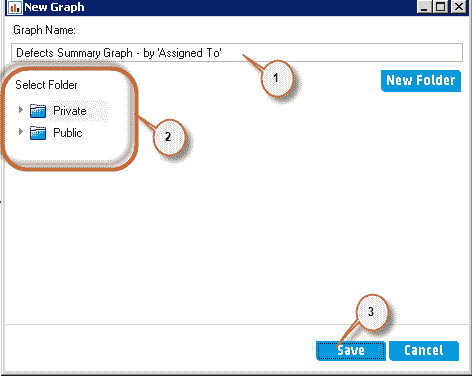 New Graph
Graph Name:
Defects Summary Graph - by 'Assigned To'
1
New Folder
Select Folder
Private
Public
2
3
Save
Cancel